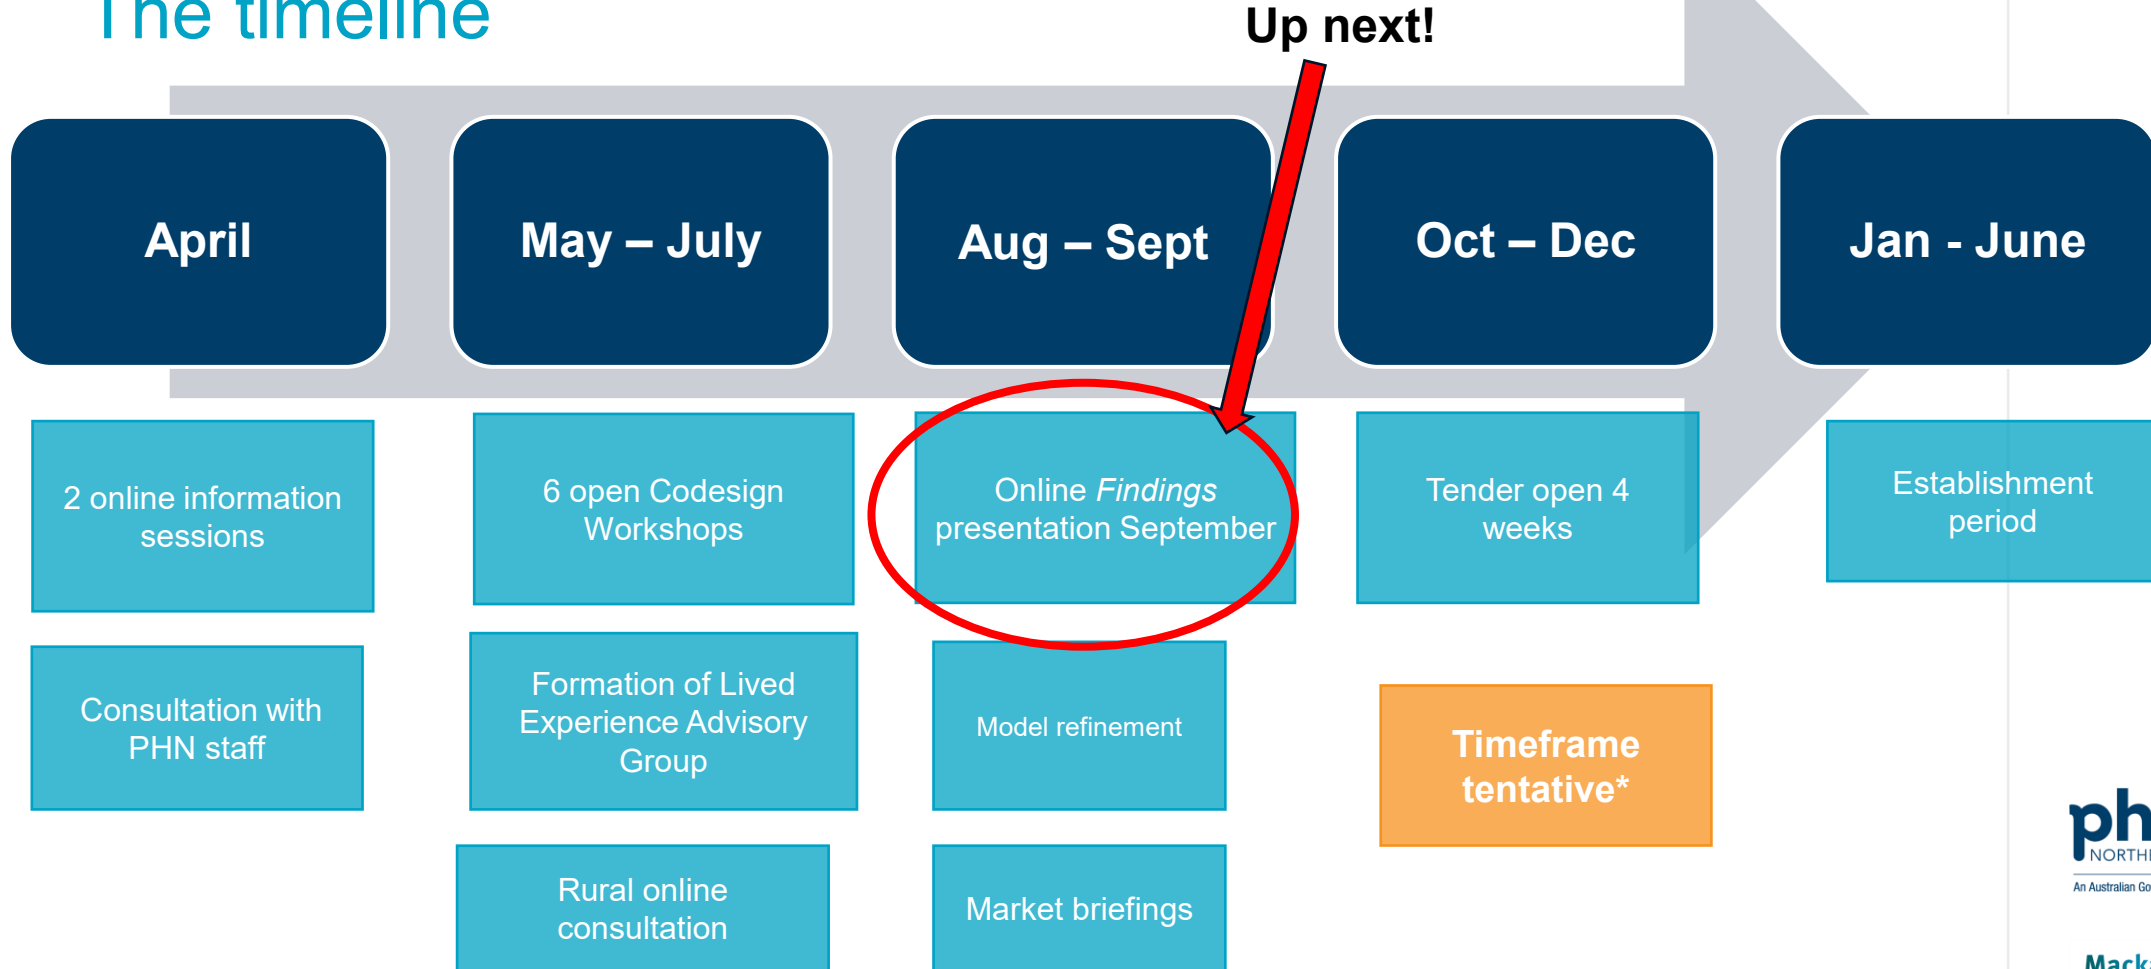 The timeline
Up next!
April
May – July
Aug – Sept
Oct – Dec
Jan - June
2 online information
sessions
Consultation with
PHN staff
6 open Codesign
Workshops
Formation of Lived
Experience Advisory
Group
Rural online
consultation
Online Findings
presentation September
Model refinement
Market briefings
Tender open 4
weeks
Timeframe
tentative*
Establishment
period
An Australian